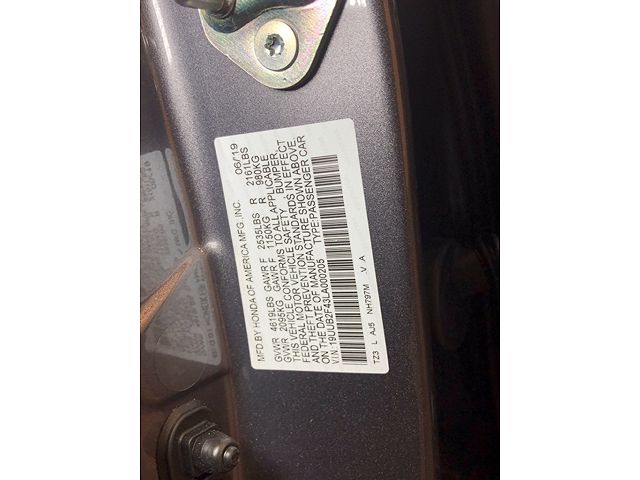 MFD.BY HONDA OF AMERICA MFG.,INC. 06/19
GVWR 4619LBS GAWR F 2535LBS R 2161LBS
GVWR 2095KG GAWR F 1150KG R 980KG
THIS VEHICLE CONFORMS TO ALL APPLICABLE
FEDERAL MOTOR VEHICLE SAFETY, BUMPER,
AND THEFT PREVENTION STANDARDS IN EFFECT
ON THE DATE OF MANUFACTURE SHOWN ABOVE.
V.I.N:19UUB2F43LA000205 TYPE:PASSENGER CAR
TZ3 L AJ5 NH797M -V .A